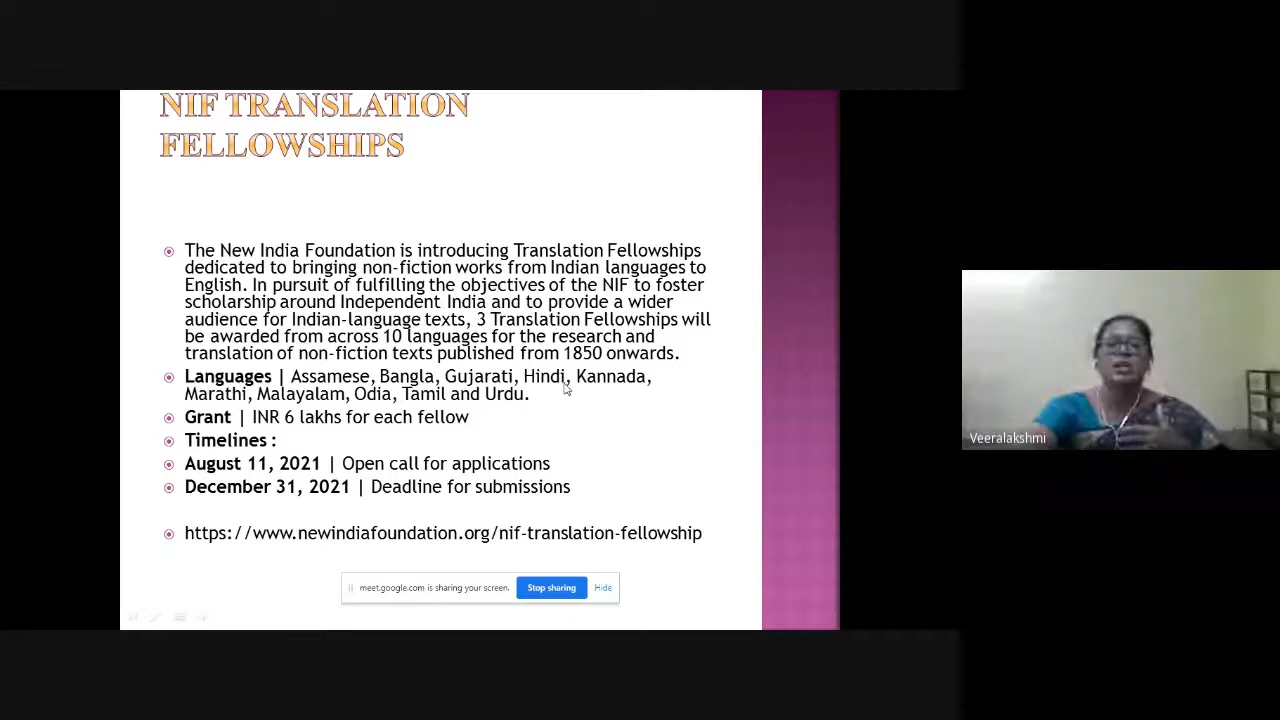 NIF TRANSLATION
FELLOWSHIPS
The New India Foundation is introducing Translation Fellowships
dedicated to bringing non-fiction works from Indian languages to
English. In pursuit of fulfilling the objectives of the NIF to foster
scholarship around Independent India and to provide a wider
audience for Indian-language texts, 3 Translation Fellowships will
be awarded from across 10 languages for the research and
translation of non-fiction texts published from 1850 onwards.
Languages | Assamese, Bangla, Gujarati, Hindi, Kannada,
Marathi, Malayalam, Odia, Tamil and Urdu.
Grant | INR 6 lakhs for each fellow
Timelines :
August 11, 2021 | Open call for applications
December 31, 2021 | Deadline for submissions
https://www.newindiafoundation.org/nif-translation-fellowship
meet.google.com is sharing your screen. Stop sharing Hide
Veeralakshmi